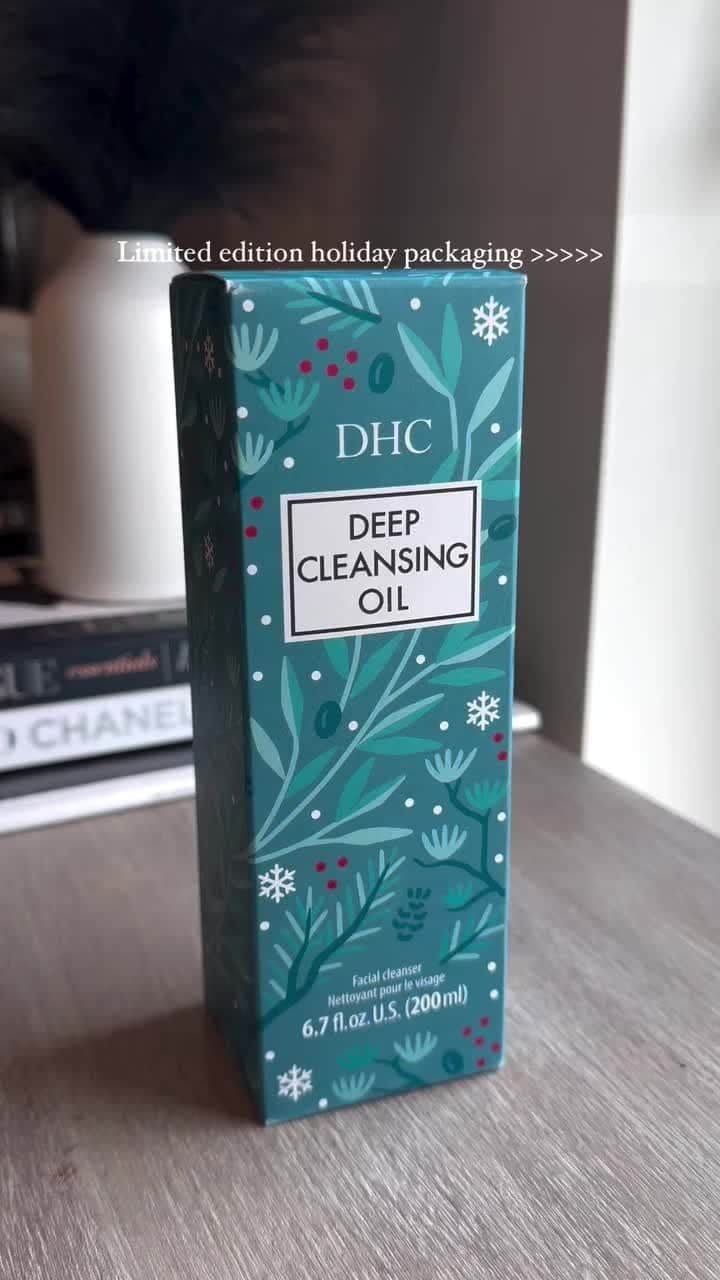 Limited edition holiday packaging >>>>>
DHC
DEEP
CLEANSING
OIL
essentials
CHANEL
Facial cleanser
Nettoyant pour le visage
6.7 fl.oz. U.S. (200ml)